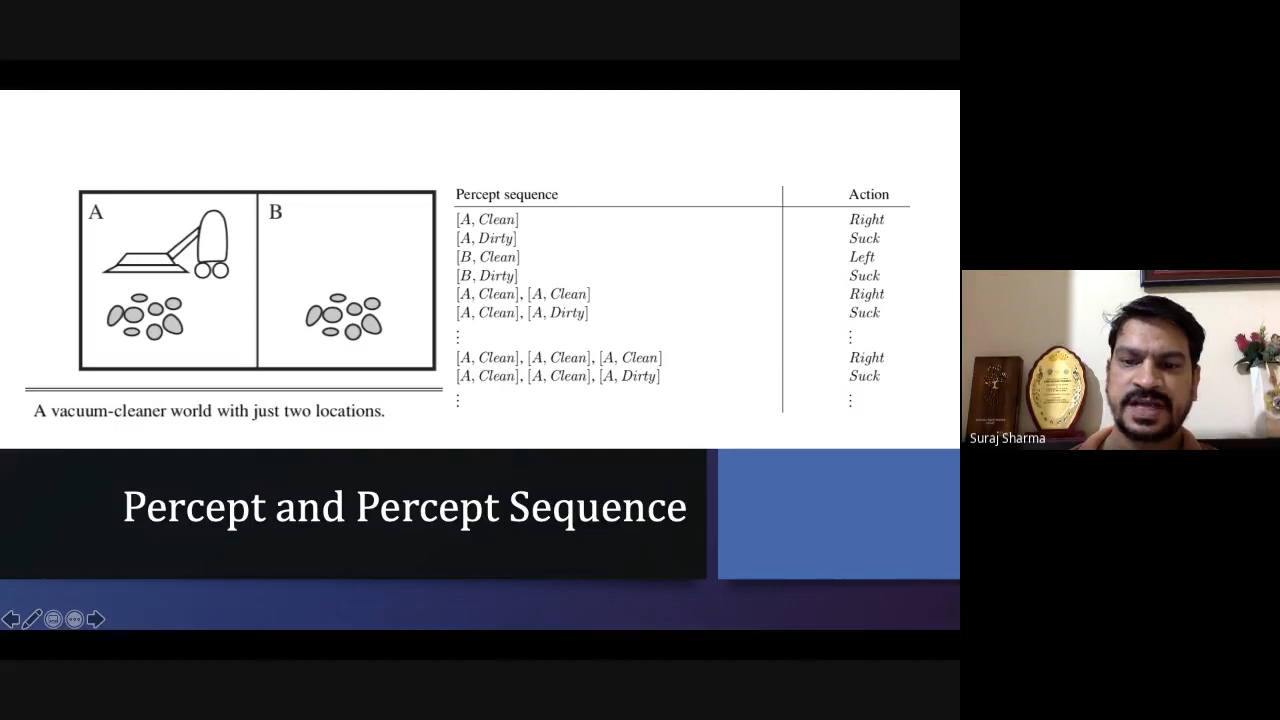 A
B
A vacuum-cleaner world with just two locations.
Percept sequence Action
[A, Clean] Right
[A, Dirty] Suck
[B, Clean] Left
[B, Dirty] Suck
[A, Clean], [A, Clean] Right
[A, Clean], [A, Dirty] Suck
⋮ ⋮
[A, Clean], [A, Clean], [A, Clean] Right
[A, Clean], [A, Clean], [A, Dirty] Suck
⋮ ⋮
Percept and Percept Sequence
Suraj Sharma